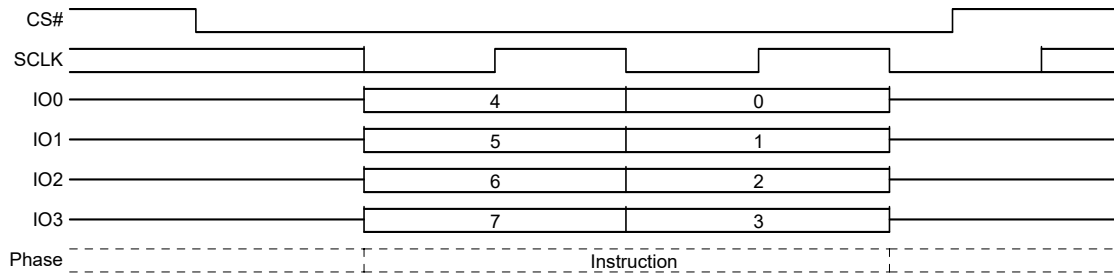 CS#
SCLK
IO0 4 0
IO1 5 1
IO2 6 2
IO3 7 3
Phase Instruction